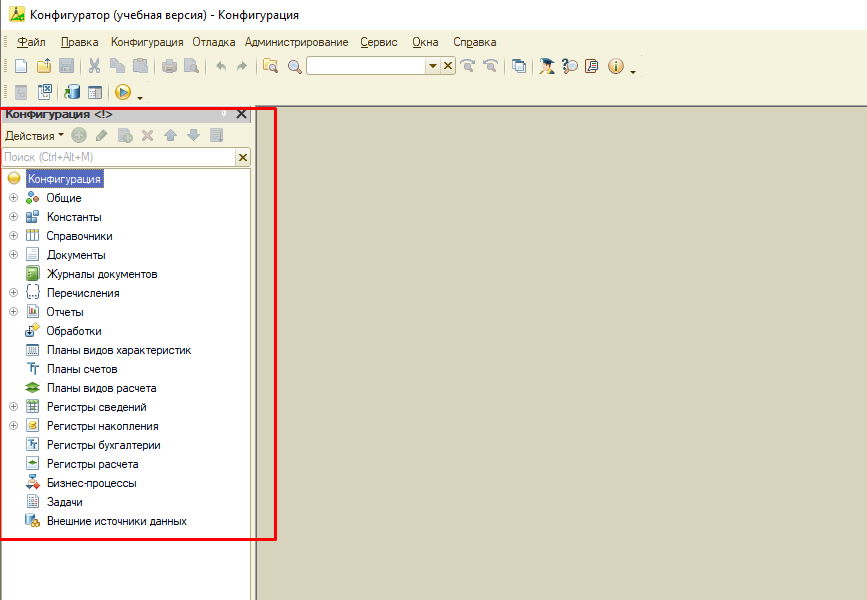 Конфигуратор (учебная версия) - Конфигурация
Файл Правка Конфигурация Отладка Администрирование Сервис Окна Справка
Конфигурация <!>
Действия
Поиск (Ctrl+Alt+M)
Конфигурация
Общие
Константы
Справочники
Документы
Журналы документов
Перечисления
Отчеты
Обработки
Планы видов характеристик
Планы счетов
Планы видов расчета
Регистры сведений
Регистры накопления
Регистры бухгалтерии
Регистры расчета
Бизнес-процессы
Задачи
Внешние источники данных